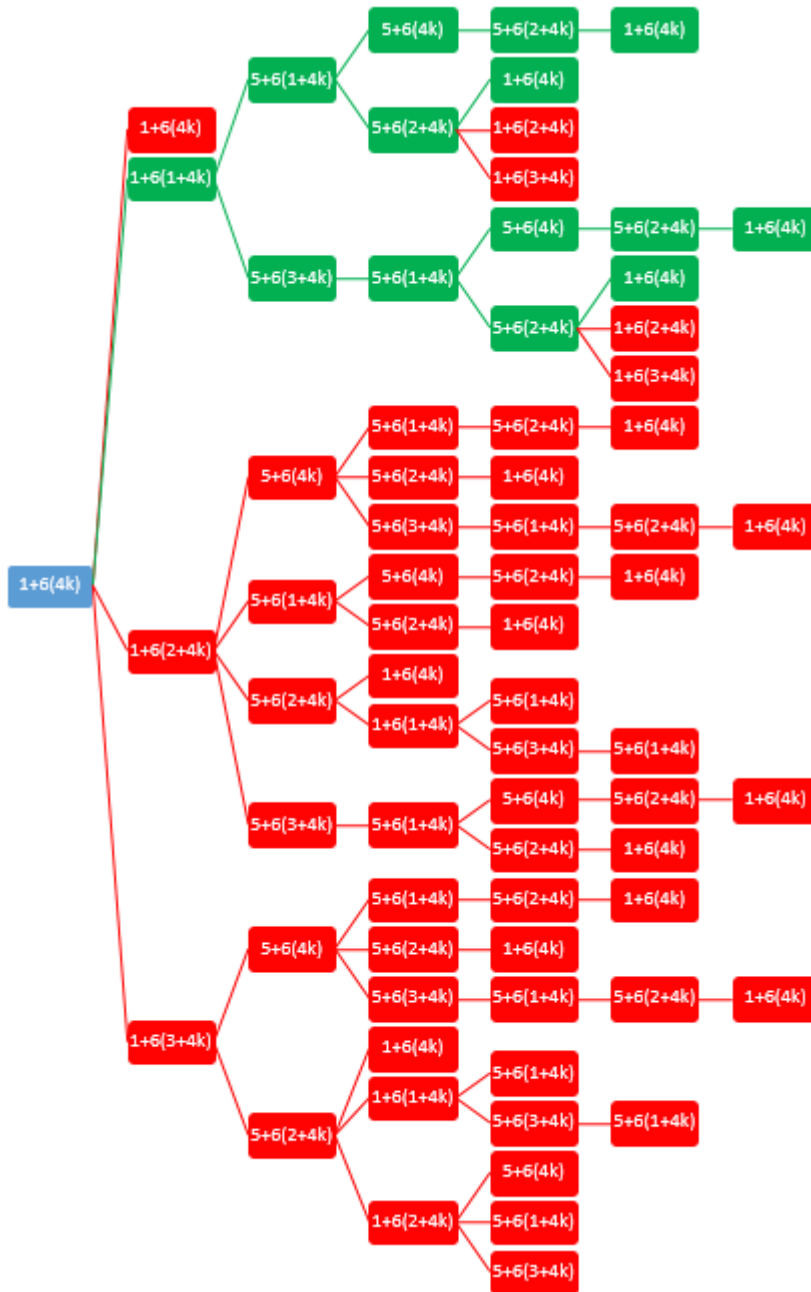 5+6(4k) 5+6(2+4k) 1+6(4k)
5+6(1+4k) 1+6(4k)
1+6(4k) 5+6(2+4k) 1+6(2+4k)
1+6(1+4k) 1+6(3+4k)
5+6(4k) 5+6(2+4k) 1+6(4k)
5+6(3+4k) 5+6(1+4k) 1+6(4k)
5+6(2+4k) 1+6(2+4k)
1+6(3+4k)
5+6(1+4k) 5+6(2+4k) 1+6(4k)
5+6(4k) 5+6(2+4k) 1+6(4k)
5+6(3+4k) 5+6(1+4k) 5+6(2+4k) 1+6(4k)
1+6(4k) 5+6(4k) 5+6(2+4k) 1+6(4k)
5+6(1+4k)
5+6(2+4k) 1+6(4k)
1+6(2+4k) 1+6(4k)
5+6(2+4k) 5+6(1+4k)
1+6(1+4k)
5+6(3+4k) 5+6(1+4k)
5+6(4k) 5+6(2+4k) 1+6(4k)
5+6(3+4k) 5+6(1+4k)
5+6(2+4k) 1+6(4k)
5+6(1+4k) 5+6(2+4k) 1+6(4k)
5+6(4k) 5+6(2+4k) 1+6(4k)
5+6(3+4k) 5+6(1+4k) 5+6(2+4k) 1+6(4k)
1+6(3+4k) 1+6(4k)
5+6(1+4k)
1+6(1+4k)
5+6(2+4k) 5+6(3+4k) 5+6(1+4k)
5+6(4k)
1+6(2+4k) 5+6(1+4k)
5+6(3+4k)